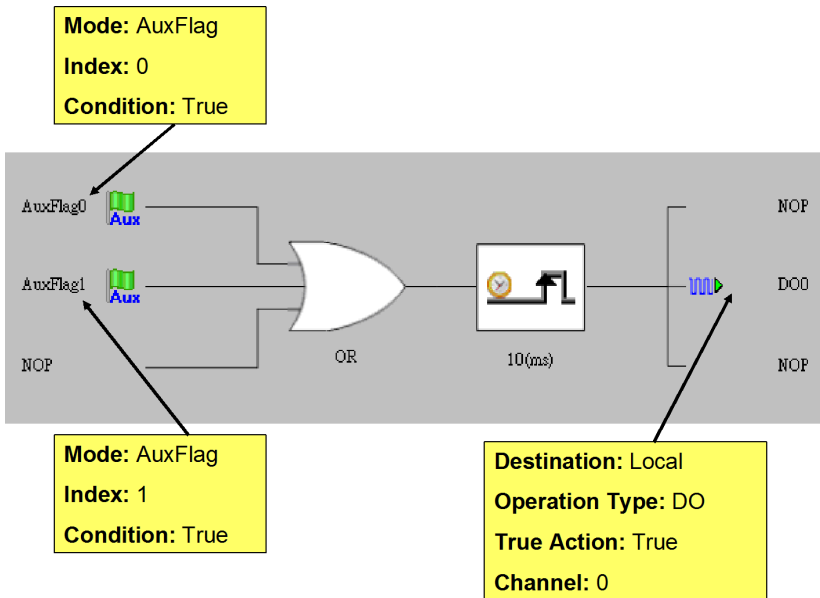 Mode: AuxFlag
Index: 0
Condition: True
AuxFlag0
Aux
NOP
AuxFlag1
Aux
DO0
NOP
OR
10(ms)
NOP
Mode: AuxFlag
Index: 1
Condition: True
Destination: Local
Operation Type: DO
True Action: True
Channel: 0